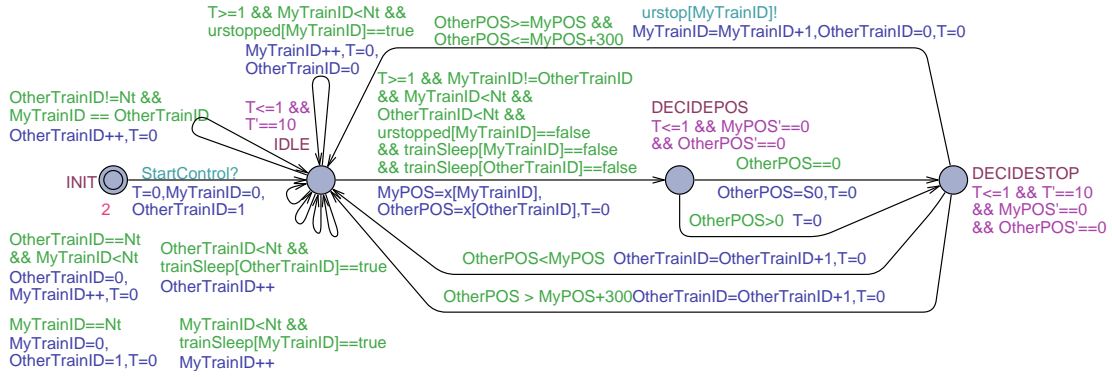 T>=1 && MyTrainID<Nt &&
urstopped[MyTrainID]==true
MyTrainID++,T=0,
OtherTrainID=0
OtherPOS>=MyPOS &&
OtherPOS<=MyPOS+300
urstop[MyTrainID]!
MyTrainID=MyTrainID+1,OtherTrainID=0,T=0
OtherTrainID!=Nt &&
MyTrainID == OtherTrainID
OtherTrainID++,T=0
T<=1 &&
T'==10
IDLE
T>=1 && MyTrainID!=OtherTrainID
&& MyTrainID<Nt &&
OtherTrainID<Nt &&
urstopped[MyTrainID]==false
&& trainSleep[MyTrainID]==false
&& trainSleep[OtherTrainID]==false
MyPOS=x[MyTrainID],
OtherPOS=x[OtherTrainID],T=0
DECIDEPOS
T<=1 && MyPOS'==0
&& OtherPOS'==0
OtherPOS==0
OtherPOS=S0,T=0
OtherPOS>0 T=0
DECIDESTOP
T<=1 && T'==10
&& MyPOS'==0
&& OtherPOS'==0
INIT
2
StartControl?
T=0,MyTrainID=0,
OtherTrainID=1
OtherTrainID==Nt
&& MyTrainID<Nt
OtherTrainID=0,
MyTrainID++,T=0
OtherTrainID<Nt &&
trainSleep[OtherTrainID]==true
OtherTrainID++
OtherPOS<MyPOS OtherTrainID=OtherTrainID+1,T=0
OtherPOS > MyPOS+300 OtherTrainID=OtherTrainID+1,T=0
MyTrainID==Nt
MyTrainID=0,
OtherTrainID=1,T=0
MyTrainID<Nt &&
trainSleep[MyTrainID]==true
MyTrainID++